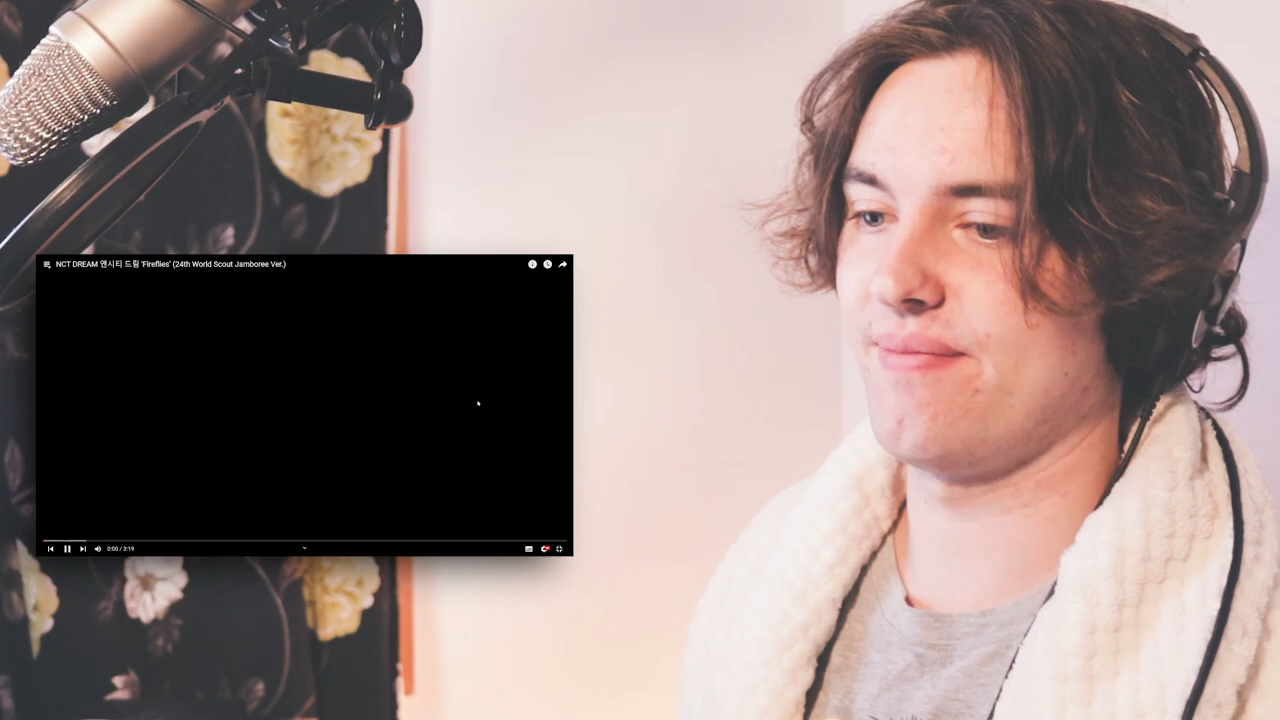 NCT DREAM 엔시티 드림 'Fireflies' (24th World Scout Jamboree Ver.)
0:00 / 3:19